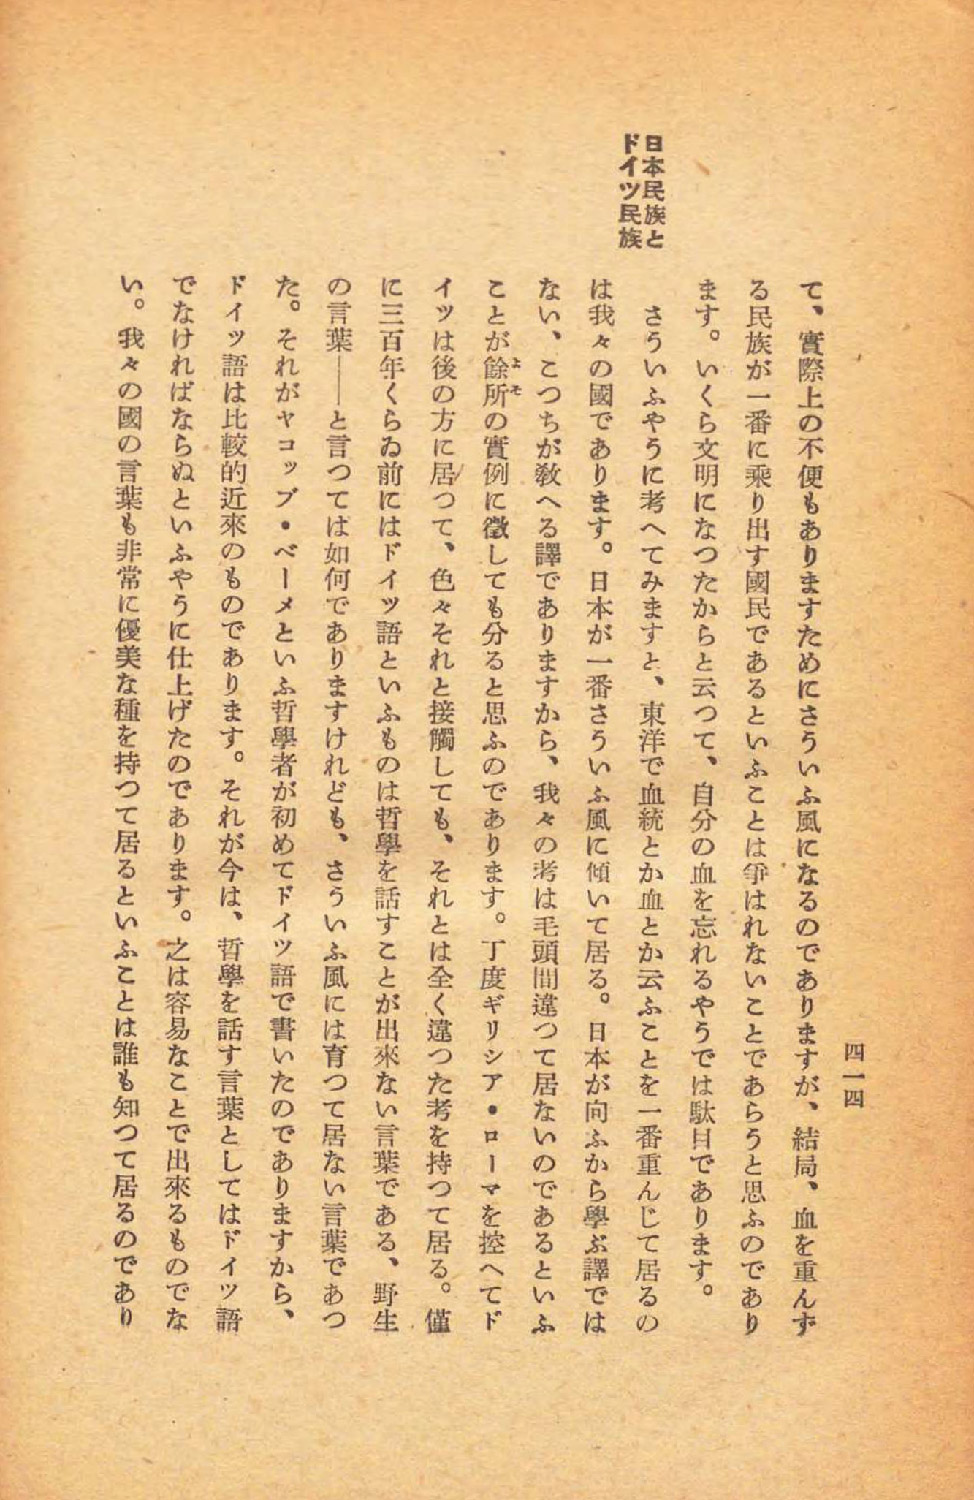 四一四
日本民族と
ドイツ民族
て、實際上の不便もありますためにさういふ風になるのでありますが、結局、血を重んず
る民族が一番に乘り出す國民であるといふことは爭はれないことであらうと思ふのであり
ます。いくら文明になつたからと云つて、自分の血を忘れるやうでは駄目であります。
さういふやうに考へてみますと、東洋で血統とか血とか云ふことを一番重んじて居るの
は我々の國であります。日本が一番さういふ風に傾いて居る。日本が向ふから學ぶ譯では
ない、こつちが敎へる譯でありますから、我々の考は毛頭間違つて居ないのであるといふ
ことが餘所の實例に徵しても分ると思ふのであります。丁度ギリシア・ローマを控へてド
イツは後の方に居つて、色々それと接觸しても、それとは全く違つた考を持つて居る。僅
に三百年くらゐ前にはドイツ語といふものは哲學を話すことが出來ない言葉である、野生
の言葉――と言つては如何でありますけれども、さういふ風には育つて居ない言葉であつ
た。それがヤコップ・ベーメといふ哲學者が初めてドイツ語で書いたのでありますから、
ドイツ語は比較的近來のものであります。それが今は、哲學を話す言葉としてはドイツ語
でなければならぬといふやうに仕上げたのであります。之は容易なことで出來るものでな
い。我々の國の言葉も非常に優美な種を持つて居るといふことは誰も知つて居るのであり